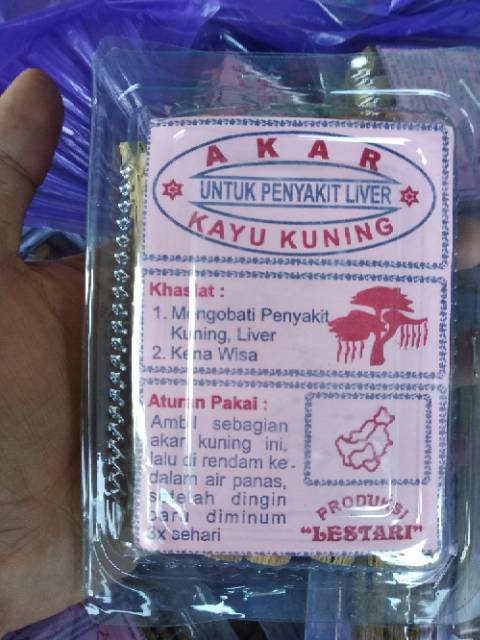 AKAR
UNTUK PENYAKIT LIVER
KAYU KUNING
Khasiat :
1. Mengobati Penyakit
Kuning, Liver
2. Kena Wisa
Aturan Pakai :
Ambil sebagian
akar kuning ini,
lalu di rendam ke
dalam air panas,
setelah dingin
baru diminum
3x sehari
PRODUKSI
"LESTARI"